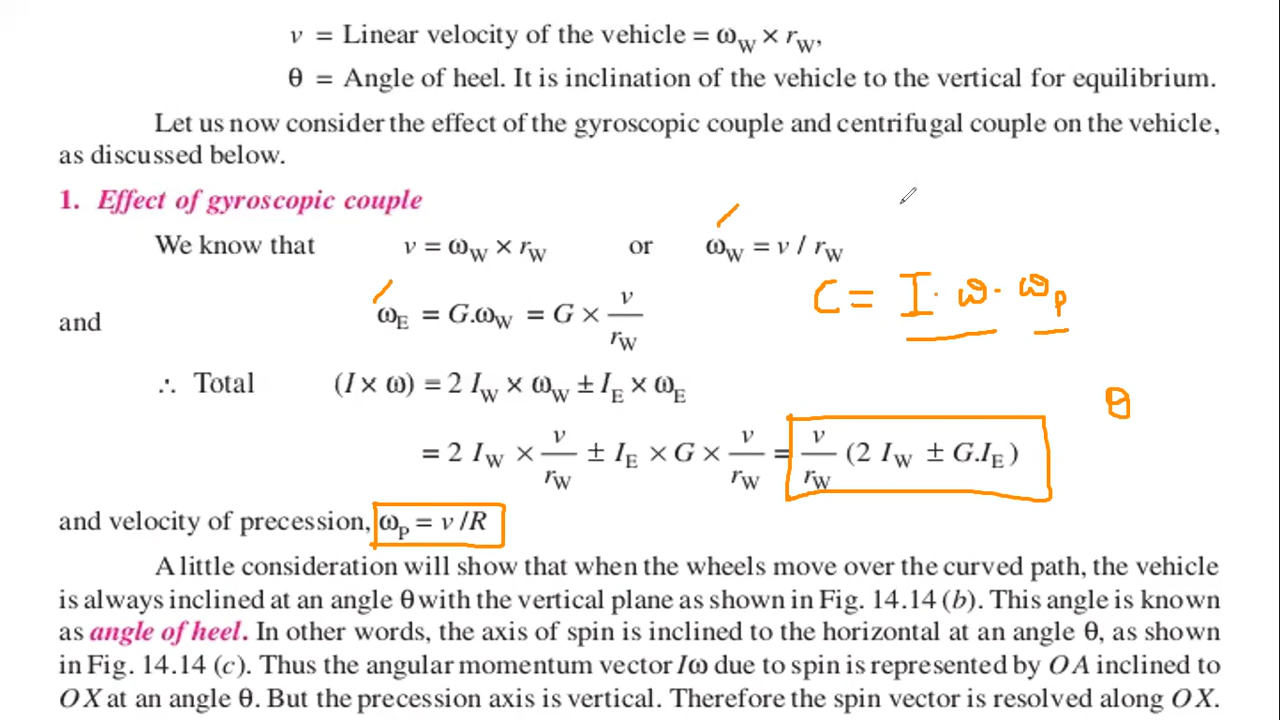 v = Linear velocity of the vehicle = ω_W × r_W,
θ = Angle of heel. It is inclination of the vehicle to the vertical for equilibrium.
Let us now consider the effect of the gyroscopic couple and centrifugal couple on the vehicle,
as discussed below.
1. Effect of gyroscopic couple
We know that v = ω_W × r_W or ω_W = v / r_W
C = I · ω · ω_p
and ω_E = G.ω_W = G × v / r_W
∴ Total (I × ω) = 2 I_W × ω_W ± I_E × ω_E
θ
= 2 I_W × v / r_W ± I_E × G × v / r_W = v / r_W (2 I_W ± G.I_E)
and velocity of precession, ω_P = v /R
A little consideration will show that when the wheels move over the curved path, the vehicle
is always inclined at an angle θ with the vertical plane as shown in Fig. 14.14 (b). This angle is known
as angle of heel. In other words, the axis of spin is inclined to the horizontal at an angle θ, as shown
in Fig. 14.14 (c). Thus the angular momentum vector Iω due to spin is represented by OA inclined to
OX at an angle θ. But the precession axis is vertical. Therefore the spin vector is resolved along OX.